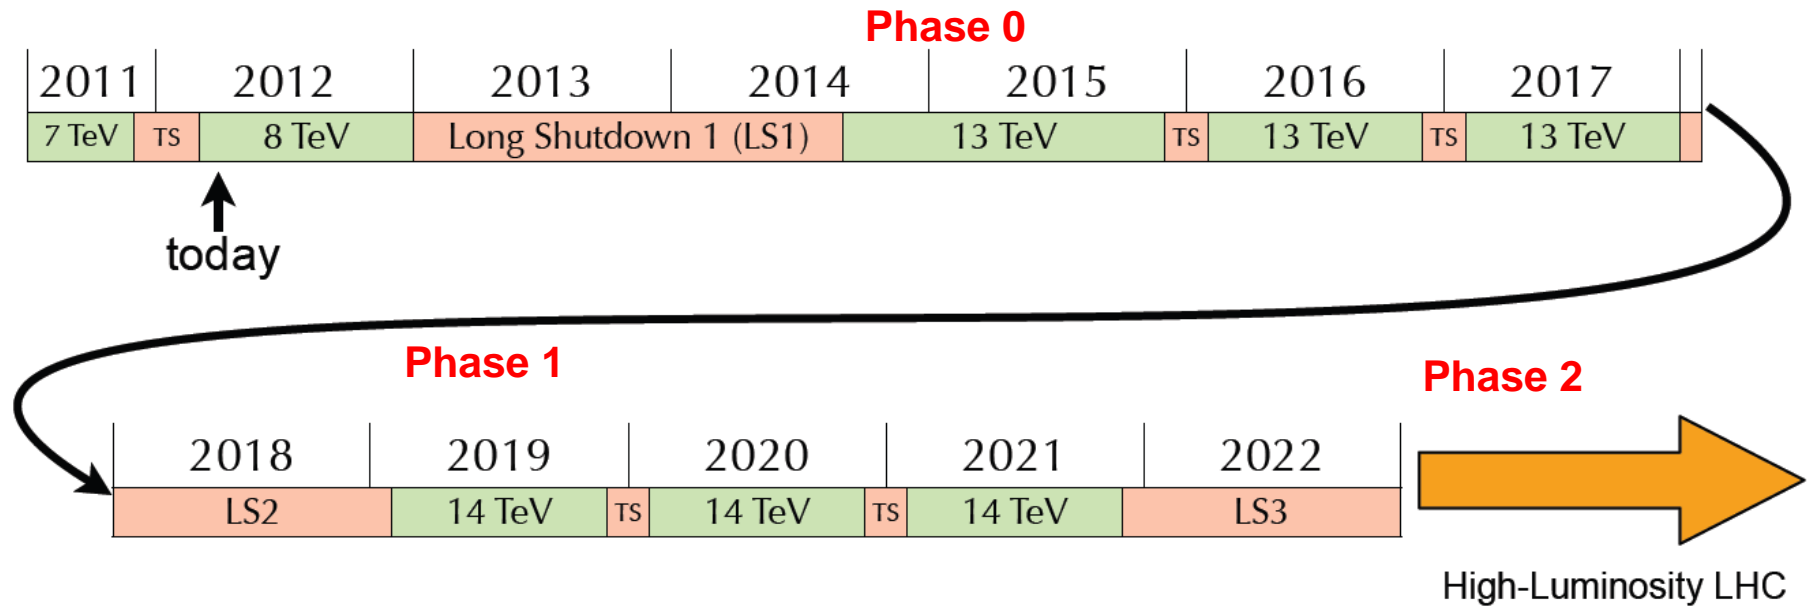 Phase 0
2011 2012 2013 2014 2015 2016 2017
7 TeV TS 8 TeV Long Shutdown 1 (LS1) 13 TeV TS 13 TeV TS 13 TeV
today
Phase 1
Phase 2
2018 2019 2020 2021 2022
LS2 14 TeV TS 14 TeV TS 14 TeV LS3
High-Luminosity LHC